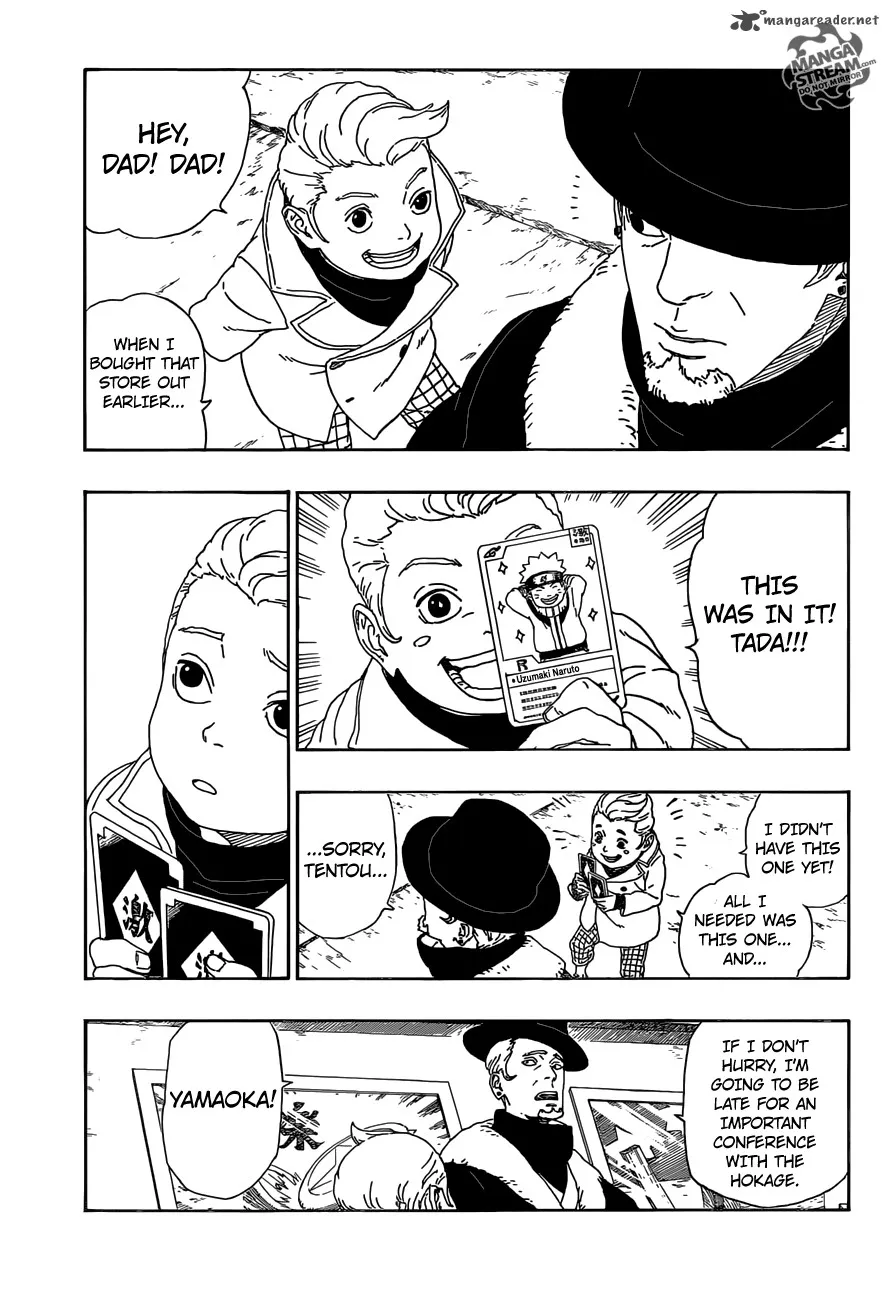 mangareader.net
MANGA
STREAM.com
DO NOT MIRROR
HEY,
DAD! DAD!
WHEN I
BOUGHT THAT
STORE OUT
EARLIER...
THIS
WAS IN IT!
TADA!!!
R
Uzumaki Naruto
激
I DIDN'T
HAVE THIS
ONE YET!
ALL I
NEEDED WAS
THIS ONE...
AND...
...SORRY,
TENTOU...
IF I DON'T
HURRY, I'M
GOING TO BE
LATE FOR AN
IMPORTANT
CONFERENCE
WITH THE
HOKAGE.
YAMAOKA!